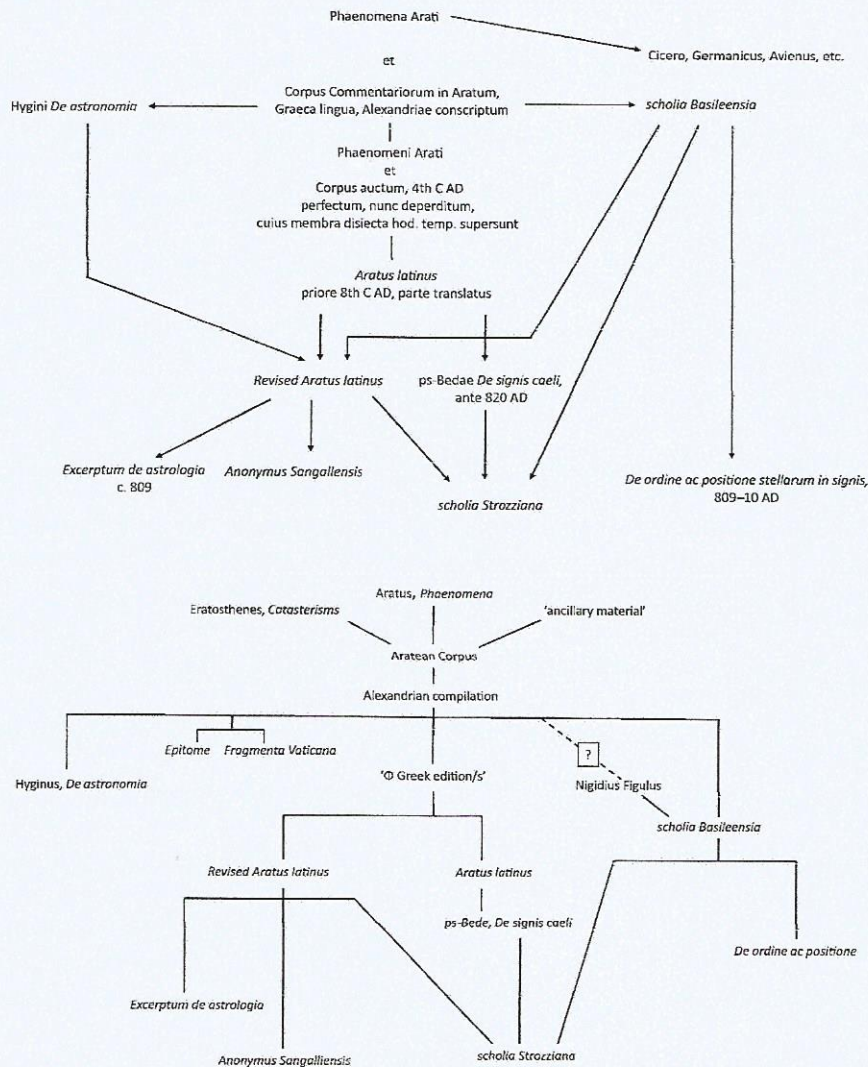 Phaenomena Arati
Cicero, Germanicus, Avienus, etc.
et
Corpus Commentariorum in Aratum,
Graeca lingua, Alexandriae conscriptum
Hygini De astronomia
scholia Basileensia
Phaenomeni Arati
et
Corpus auctum, 4th C AD
perfectum, nunc deperditum,
cuius membra disiecta hod. temp. supersunt
Aratus latinus
priore 8th C AD, parte translatus
Revised Aratus latinus
ps-Bedae De signis caeli,
ante 820 AD
Excerptum de astrologia
c. 809
Anonymus Sangallensis
scholia Strozziana
De ordine ac positione stellarum in signis,
809–10 AD
Aratus, Phaenomena
Eratosthenes, Catasterisms
'ancillary material'
Aratean Corpus
Alexandrian compilation
Epitome
Fragmenta Vaticana
Hyginus, De astronomia
'Φ Greek edition/s'
?
Nigidius Figulus
scholia Basileensia
Revised Aratus latinus
Aratus latinus
ps-Bede, De signis caeli
De ordine ac positione
Excerptum de astrologia
Anonymus Sangalliensis
scholia Strozziana